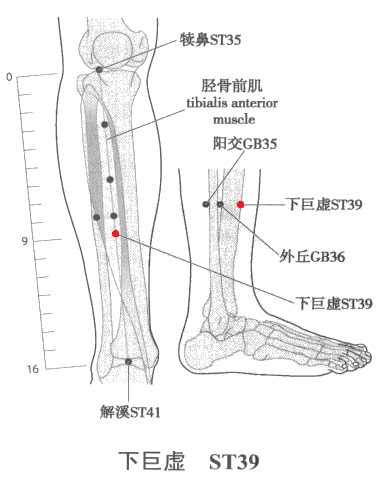 犊鼻ST35
0
胫骨前肌
tibialis anterior
muscle
阳交GB35
下巨虚ST39
9
外丘GB36
下巨虚ST39
16
解溪ST41
下巨虚 ST39